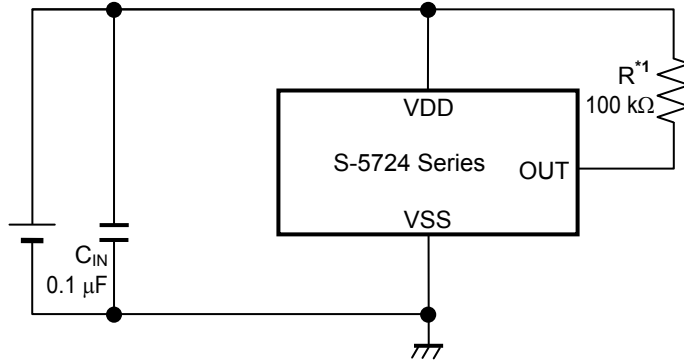 R*1
100 kΩ
VDD
S-5724 Series
OUT
VSS
CIN
0.1 μF